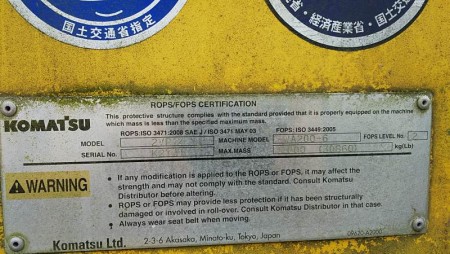 国土交通省指定
・経済産業省・国土
ROPS/FOPS CERTIFICATION
This protective structure complies with the standard provided that it is properly equipped on the machine
which mass is less than the specified maximum mass.
KOMATSU
ROPS:ISO 3471:2008 SAE J / ISO 3471 MAY 03 FOPS: ISO 3449:2005
MODEL MACHINE MODEL FOPS LEVEL No. 2
SERIAL No. MAX.MASS kg(Lb)
WARNING
• If any modification is applied to the ROPS or FOPS, it may affect the
strength and may not comply with the standard. Consult Komatsu
Distributor before altering.
• ROPS or FOPS may provide less protection if it has been structurally
damaged or involved in roll-over. Consult Komatsu Distributor in that case.
• Always wear seat belt when moving.
Komatsu Ltd. 2-3-6 Akasaka, Minato-ku, Tokyo, Japan